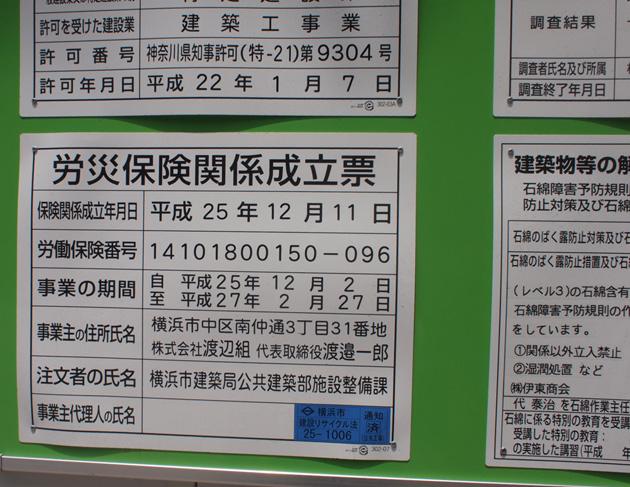 許可を受けた建設業 建築工事業
許可番号 神奈川県知事許可(特-21)第9304号
許可年月日 平成22年1月7日
302-03A
労災保険関係成立票
保険関係成立年月日 平成25年12月11日
労働保険番号 14101800150-096
事業の期間 自 平成25年12月2日
至 平成27年2月27日
事業主の住所氏名 横浜市中区南仲通3丁目31番地
株式会社渡辺組 代表取締役渡邉一郎
注文者の氏名 横浜市建築局公共建築部施設整備課
事業主代理人の氏名
横浜市 通知
建設リサイクル法 済
25-1006
302-07
調査結果
調査者氏名及び所属
調査終了年月日
建築物等の解
石綿障害予防規則
防止対策及び石綿
石綿のばく露防止対策及び石
石綿のばく露防止措置及び石
(レベル3)の石綿含有
石綿障害予防規則の作
をしています。
①関係以外立入禁止
②湿潤処置 など
㈱伊東商会
代 泰治 を石綿作業主任
石綿に係る特別の教育を受講
受講した特別の教育：
の実施した講習(平成 年